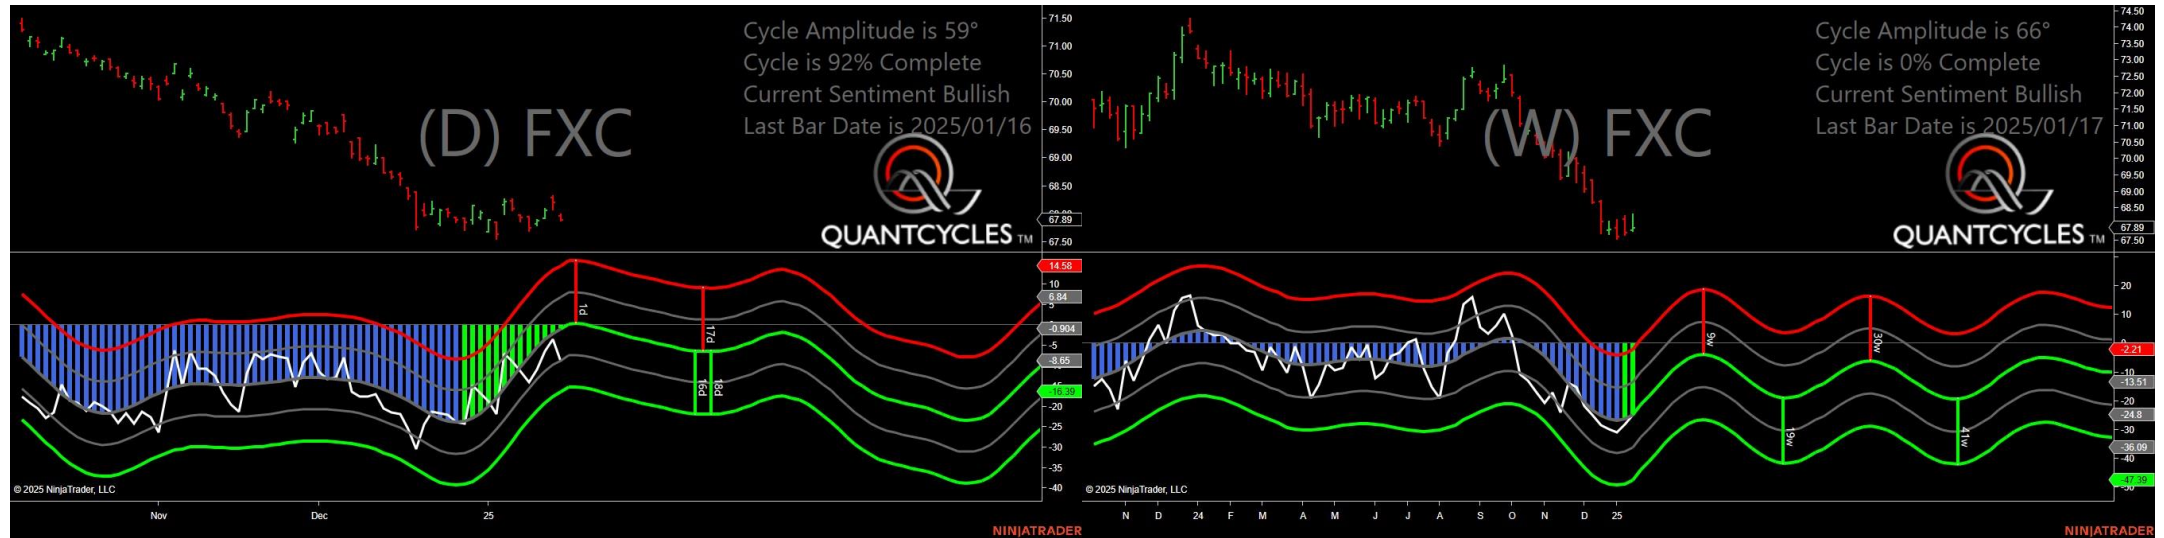 Cycle Amplitude is 59°
Cycle is 92% Complete
Current Sentiment Bullish
Last Bar Date is 2025/01/16
(D) FXC
QUANTCYCLES TM
71.50
71.00
70.50
70.00
69.50
69.00
68.50
67.89
67.50
14.58
10
6.84
-0.904
-5
-8.65
-16.39
-20
-25
-30
-35
-40
1d
17d
16d
18d
© 2025 NinjaTrader, LLC
Nov
Dec
25
NINJATRADER
Cycle Amplitude is 66°
Cycle is 0% Complete
Current Sentiment Bullish
Last Bar Date is 2025/01/17
(W) FXC
QUANTCYCLES TM
74.50
74.00
73.50
73.00
72.50
72.00
71.50
71.00
70.50
70.00
69.50
69.00
68.50
67.89
67.50
20
10
0
-2.21
-10
-13.51
-20
-24.8
-30
-36.09
-40
-47.39
9w
30w
19w
41w
© 2025 NinjaTrader, LLC
N D 24 F M A M J J A S O N D 25
NINJATRADER